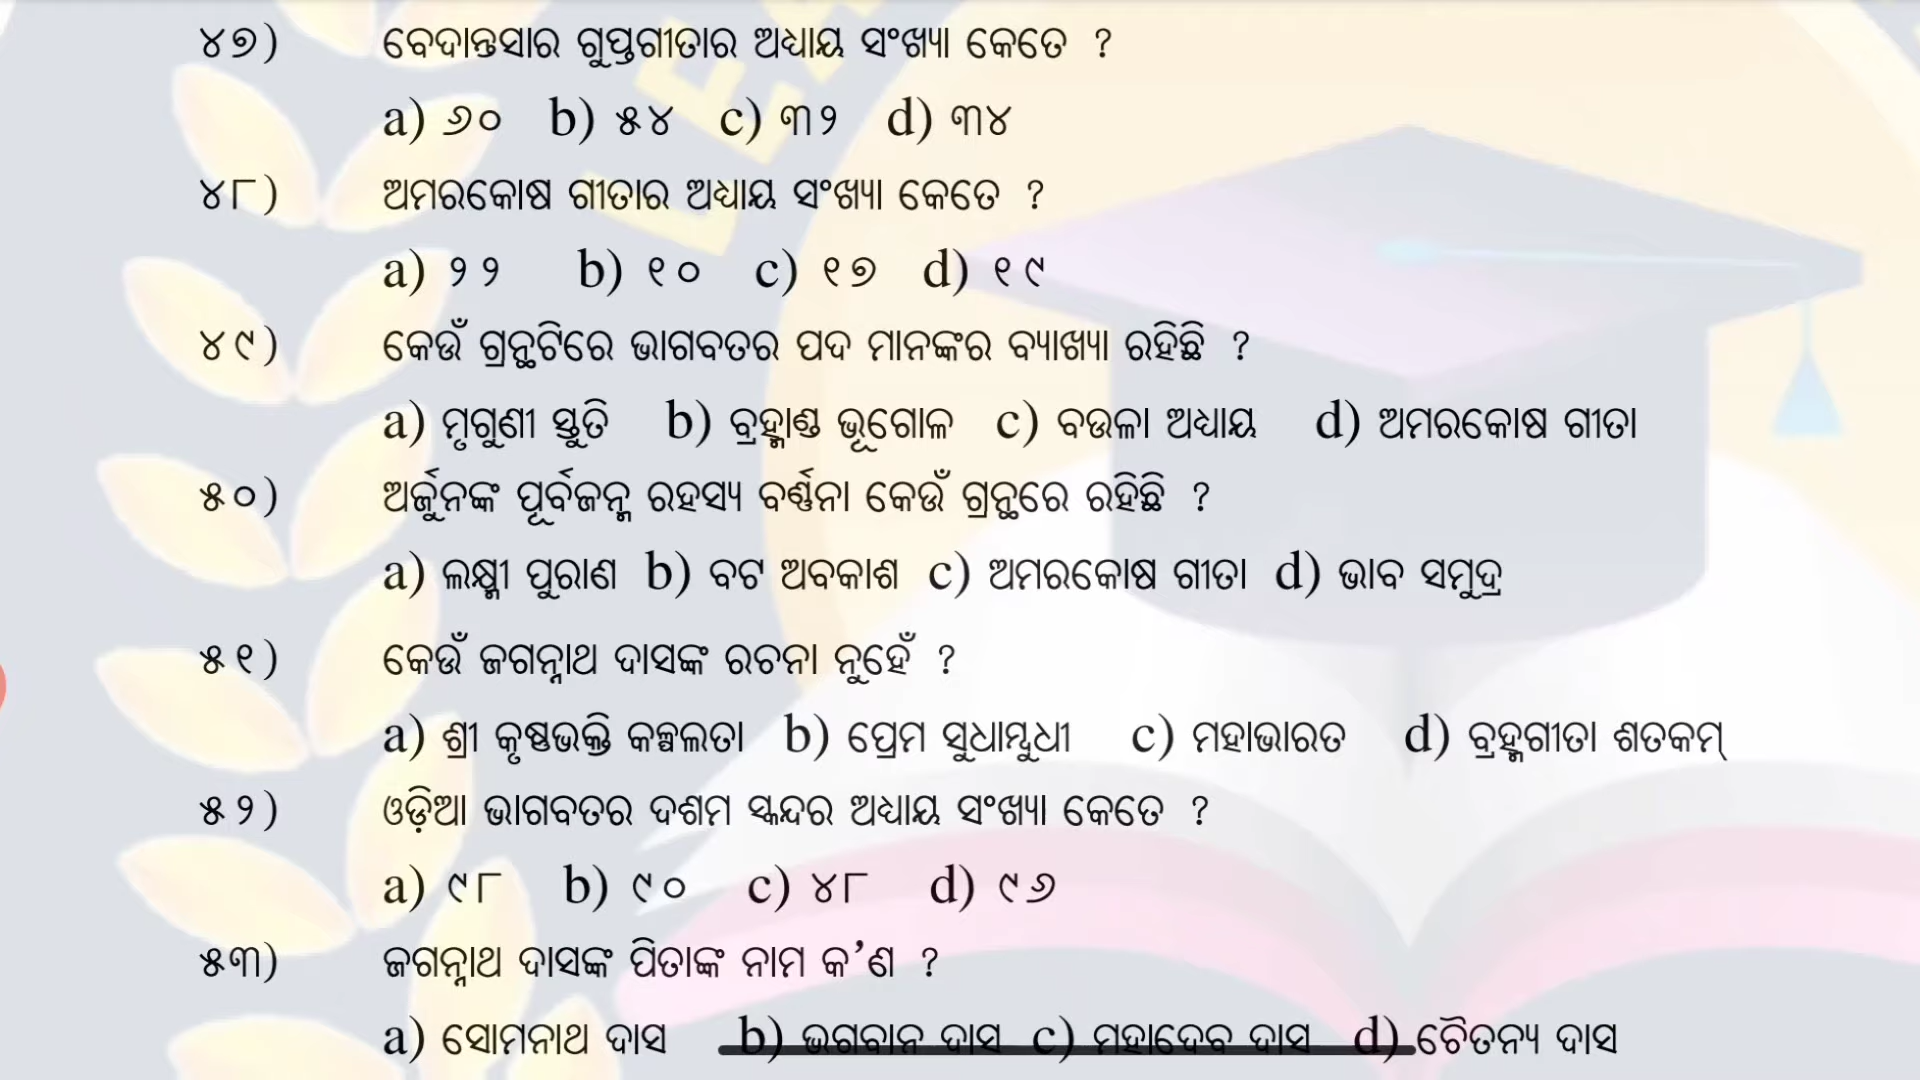 ୪୭) ବେଦାନ୍ତସାର ଗୁପ୍ତଗୀତାର ଅଧ୍ୟାୟ ସଂଖ୍ୟା କେତେ ?
a) ୬୦ b) ୫୪ c) ୩୨ d) ୩୪
୪୮) ଅମରକୋଷ ଗୀତାର ଅଧ୍ୟାୟ ସଂଖ୍ୟା କେତେ ?
a) ୨୨ b) ୧୦ c) ୧୭ d) ୧୯
୪୯) କେଉଁ ଗ୍ରନ୍ଥଟିରେ ଭାଗବତର ପଦ ମାନଙ୍କର ବ୍ୟାଖ୍ୟା ରହିଛି ?
a) ମୃଗୁଣୀ ସ୍ତୁତି b) ବ୍ରହ୍ମାଣ୍ଡ ଭୂଗୋଳ c) ବଉଳା ଅଧ୍ୟାୟ d) ଅମରକୋଷ ଗୀତା
୫୦) ଅର୍ଜୁନଙ୍କ ପୂର୍ବଜନ୍ମ ରହସ୍ୟ ବର୍ଣ୍ଣନା କେଉଁ ଗ୍ରନ୍ଥରେ ରହିଛି ?
a) ଲକ୍ଷ୍ମୀ ପୁରାଣ b) ବଟ ଅବକାଶ c) ଅମରକୋଷ ଗୀତା d) ଭାବ ସମୁଦ୍ର
୫୧) କେଉଁ ଜଗନ୍ନାଥ ଦାସଙ୍କ ରଚନା ନୁହେଁ ?
a) ଶ୍ରୀ କୃଷ୍ଣଭକ୍ତି କଳ୍ପଲତା b) ପ୍ରେମ ସୁଧାମ୍ବୁଧୀ c) ମହାଭାରତ d) ବ୍ରହ୍ମଗୀତା ଶତକମ୍
୫୨) ଓଡ଼ିଆ ଭାଗବତର ଦଶମ ସ୍କନ୍ଦର ଅଧ୍ୟାୟ ସଂଖ୍ୟା କେତେ ?
a) ୯୮ b) ୯୦ c) ୪୮ d) ୯୬
୫୩) ଜଗନ୍ନାଥ ଦାସଙ୍କ ପିତାଙ୍କ ନାମ କ’ଣ ?
a) ସୋମନାଥ ଦାସ b) ଭଗବାନ ଦାସ c) ମହାଦେବ ଦାସ d) ଚୈତନ୍ୟ ଦାସ